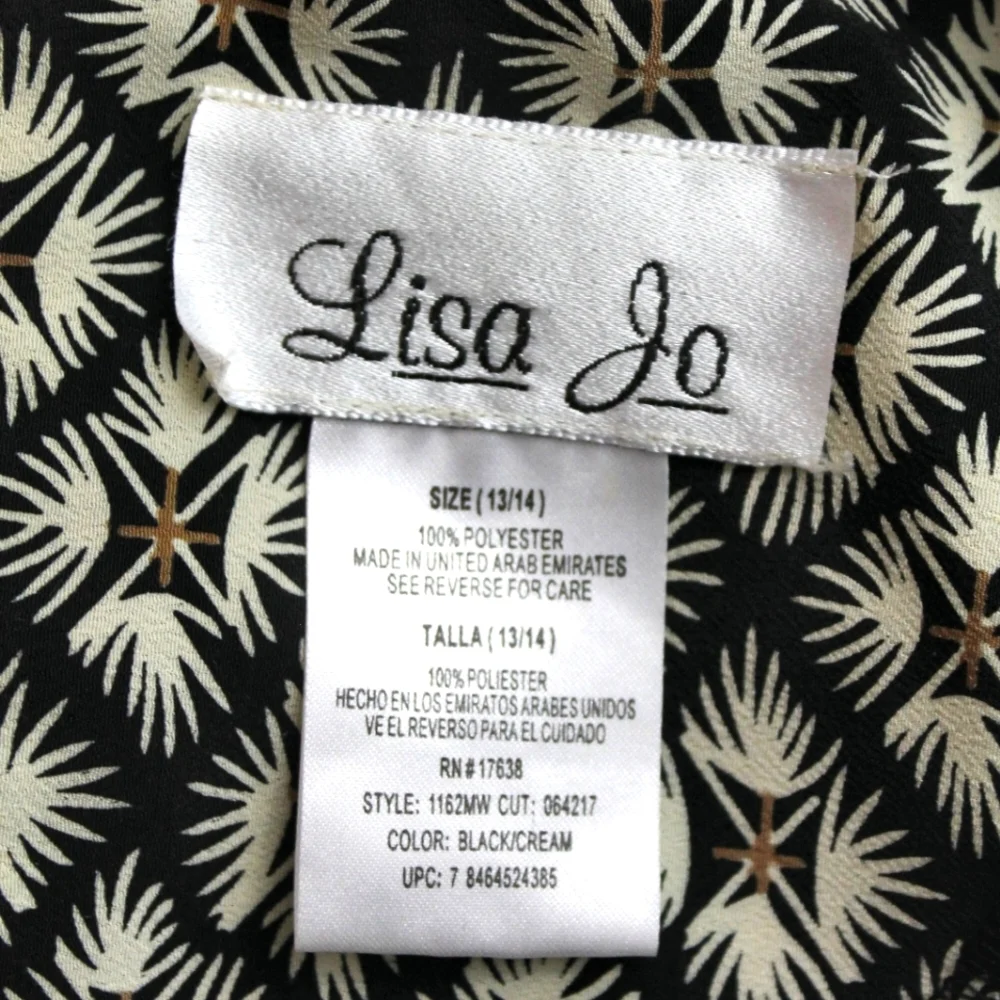 Lisa Jo
SIZE (13/14)
100% POLYESTER
MADE IN UNITED ARAB EMIRATES
SEE REVERSE FOR CARE
TALLA (13/14)
100% POLIESTER
HECHO EN LOS EMIRATOS ARABES UNIDOS
VE EL REVERSO PARA EL CUIDADO
RN#17638
STYLE: 1162MW CUT: 064217
COLOR: BLACK/CREAM
UPC: 7 8464524385